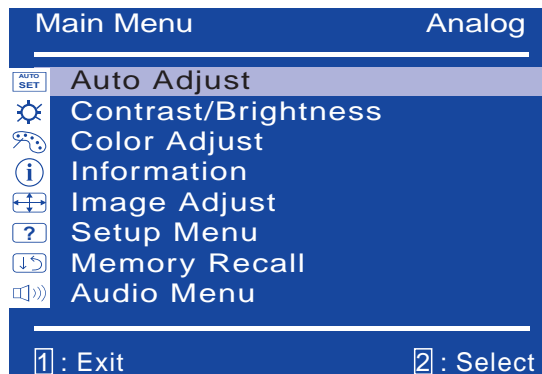 Main Menu Analog
AUTO SET Auto Adjust
Contrast/Brightness
Color Adjust
i Information
Image Adjust
? Setup Menu
Memory Recall
Audio Menu
1 : Exit 2 : Select